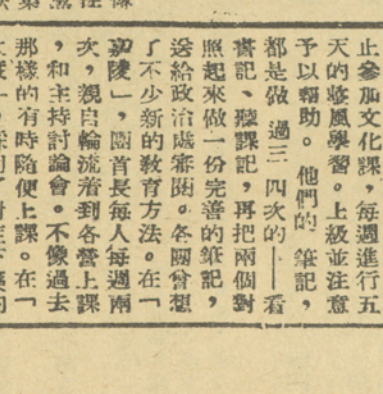 止參加文化課，每週進行五
天的整風學習。上級並注意
予以幫助。他們的 筆記，
都是做 過三 四次的——看
書記、聽課記，再把兩個對
照起來做一份完善的筆記，
送給政治處審閱。各團曾想
了不少新的教育方法。在「
嘉陵」，團首長每人每週兩
次，親自輪流着到各營上課
，和主持討論會。不像過去
那樣的有時隨便上課。在「